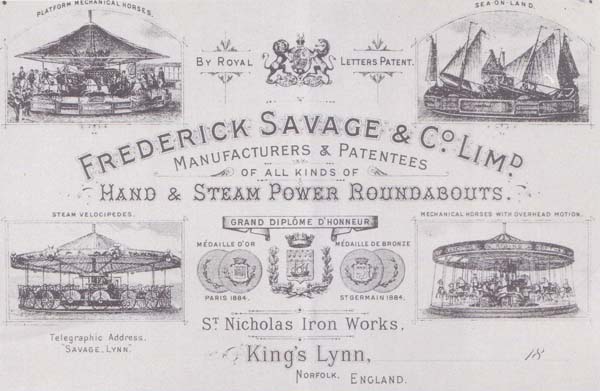 PLATFORM MECHANICAL HORSES.
SEA-ON-LAND.
BY ROYAL LETTERS PATENT.
FREDERICK SAVAGE & Co. LIMD.
MANUFACTURERS & PATENTEES
OF ALL KINDS OF
HAND & STEAM POWER ROUNDABOUTS.
STEAM VELOCIPEDES.
GRAND DIPLÔME D'HONNEUR
MECHANICAL HORSES WITH OVERHEAD MOTION.
MÉDAILLE D'OR
MÉDAILLE DE BRONZE
PARIS 1884.
ST GERMAIN 1884.
ST NICHOLAS IRON WORKS,
Telegraphic Address.
"SAVAGE, LYNN."
KING'S LYNN,
18
NORFOLK, ENGLAND.